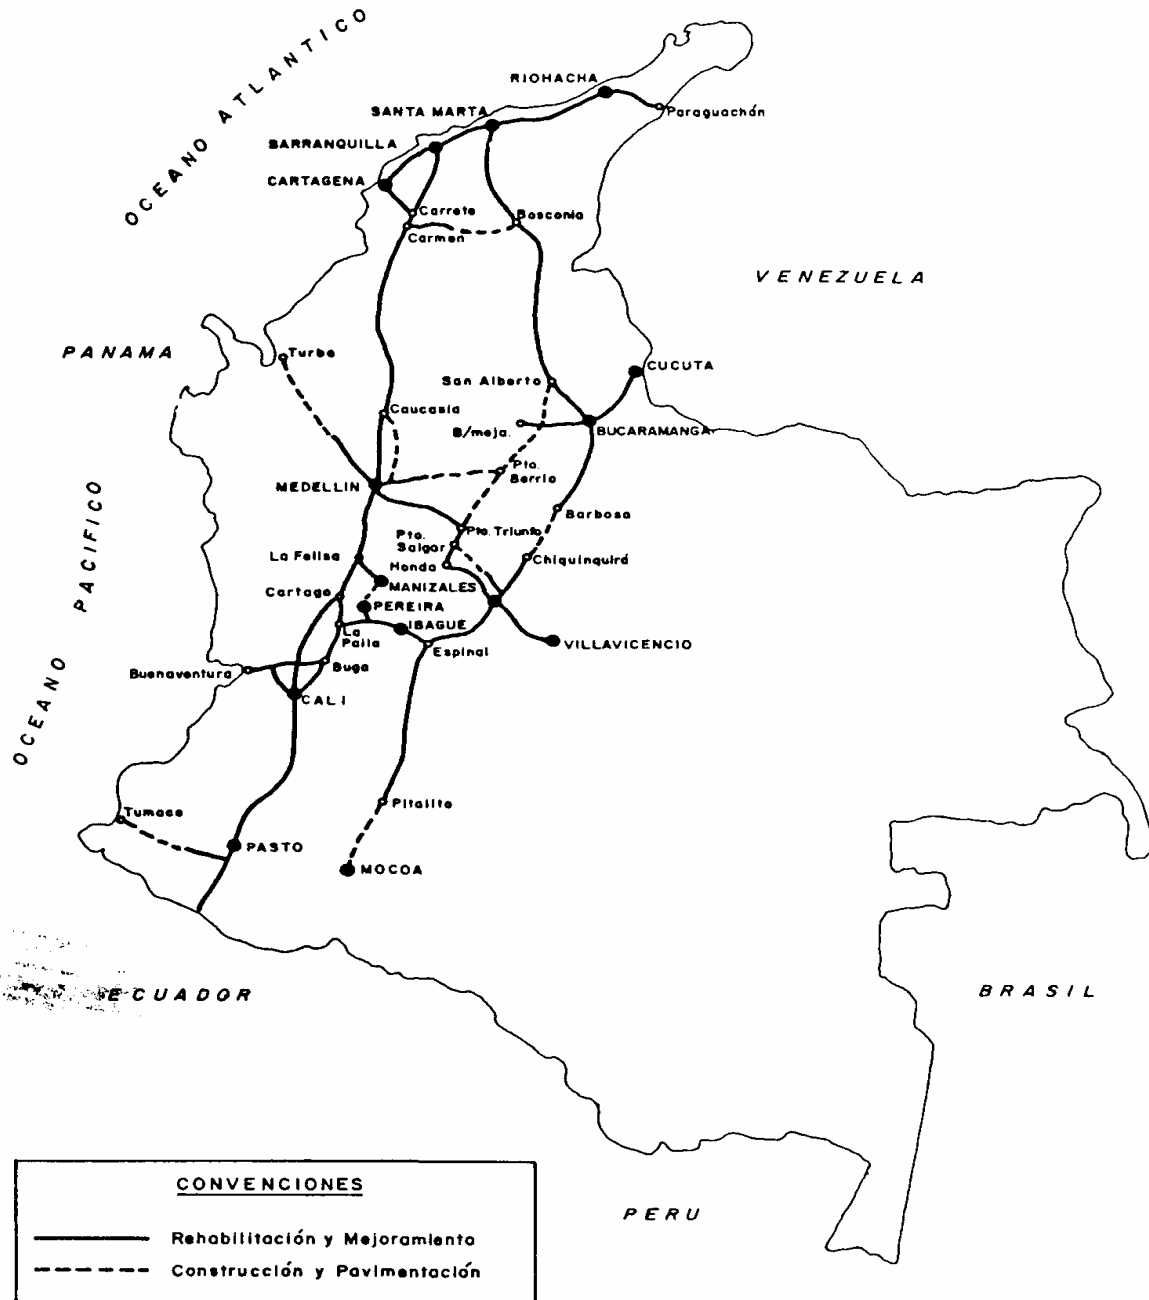 OCEANO ATLANTICO
RIOHACHA
Paraguachán
SANTA MARTA
BARRANQUILLA
CARTAGENA
Carreto
Carmen
Bosconia
VENEZUELA
PANAMA
Turbo
San Alberto
CUCUTA
Caucasia
B/meja.
BUCARAMANGA
MEDELLIN
Pto.
Berrio
OCEANO PACIFICO
Barbosa
Pto. Triunfo
Pto.
Salgar
La Felisa
Honda
Chiquinquirá
MANIZALES
Cartago
PEREIRA
IBAGUE
La
Paila
Espinal
VILLAVICENCIO
Buenaventura
Buga
CALI
Pitalito
Tumaco
PASTO
MOCOA
ECUADOR
BRASIL
PERU
CONVENCIONES
Rehabilitación y Mejoramiento
Construcción y Pavimentación